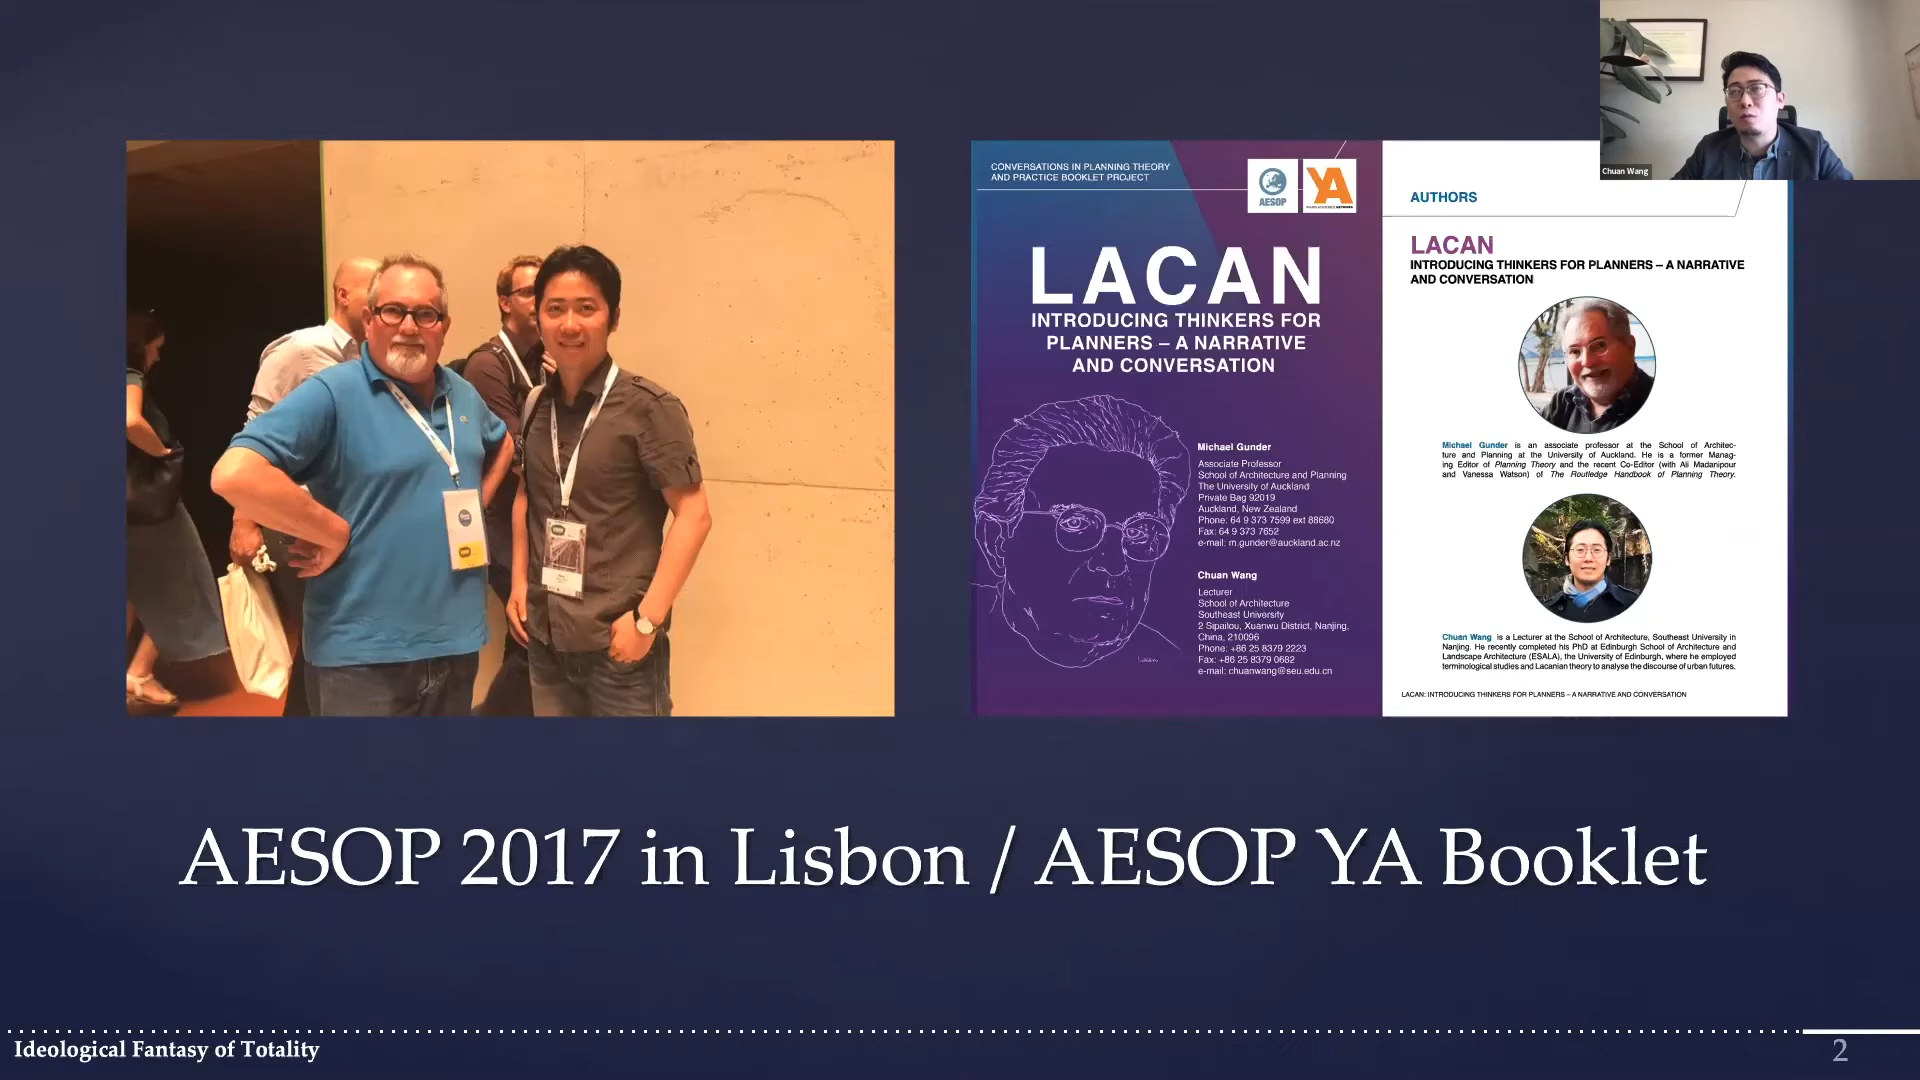 Chuan Wang
CONVERSATIONS IN PLANNING THEORY
AND PRACTICE BOOKLET PROJECT
AESOP
YA
LACAN
INTRODUCING THINKERS FOR
PLANNERS – A NARRATIVE
AND CONVERSATION
Michael Gunder
Associate Professor
School of Architecture and Planning
The University of Auckland
Private Bag 92019
Auckland, New Zealand
Phone: 64 9 373 7599 ext 88680
Fax: 64 9 373 7652
e-mail: m.gunder@auckland.ac.nz
Chuan Wang
Lecturer
School of Architecture
Southeast University
2 Sipailou, Xuanwu District, Nanjing,
China, 210096
Phone: +86 25 8379 2223
Fax: +86 25 8379 0682
e-mail: chuanwang@seu.edu.cn
AUTHORS
LACAN
INTRODUCING THINKERS FOR PLANNERS – A NARRATIVE
AND CONVERSATION
Michael Gunder is an associate professor at the School of Architec-
ture and Planning at the University of Auckland. He is a former Manag-
ing Editor of Planning Theory and the recent Co-Editor (with Ali Madanipour
and Vanessa Watson) of The Routledge Handbook of Planning Theory.
Chuan Wang is a Lecturer at the School of Architecture, Southeast University in
Nanjing. He recently completed his PhD at Edinburgh School of Architecture and
Landscape Architecture (ESALA), the University of Edinburgh, where he employed
terminological studies and Lacanian theory to analyse the discourse of urban futures.
LACAN: INTRODUCING THINKERS FOR PLANNERS – A NARRATIVE AND CONVERSATION
AESOP 2017 in Lisbon / AESOP YA Booklet
Ideological Fantasy of Totality
2